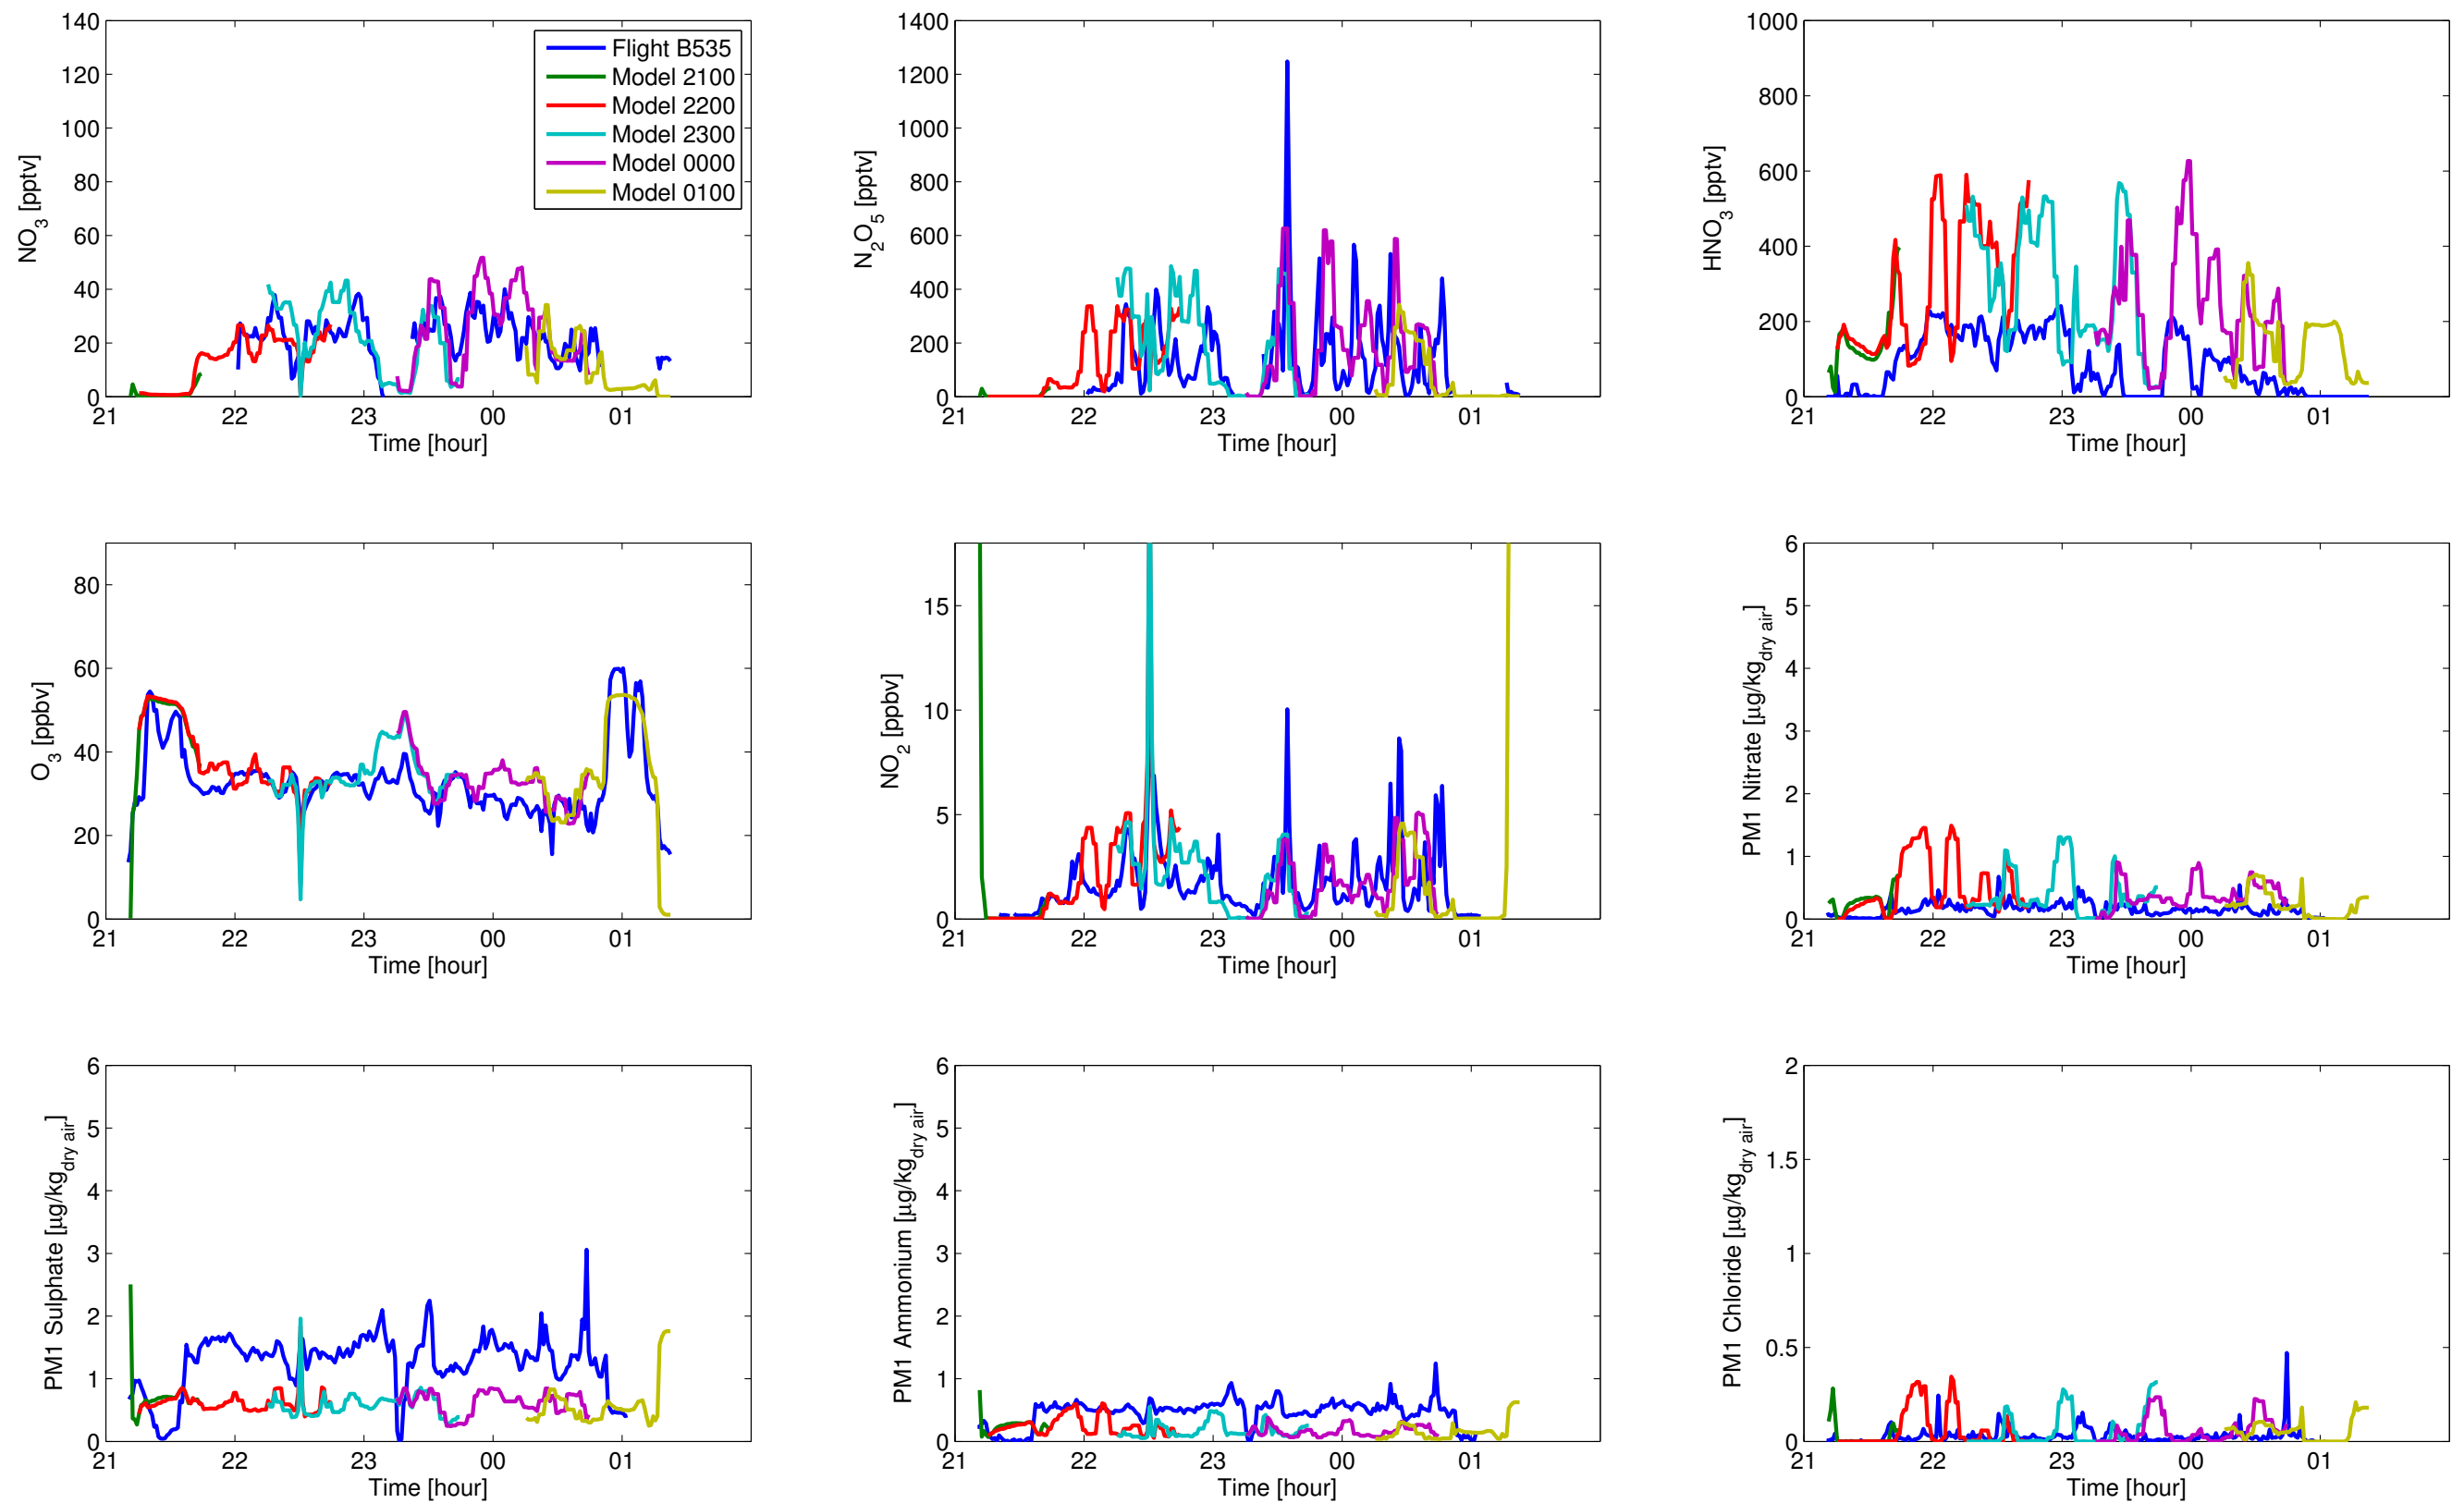 140
120
100
80
60
40
20
0
NO3 [pptv]
21 22 23 00 01
Time [hour]
Flight B535
Model 2100
Model 2200
Model 2300
Model 0000
Model 0100
1400
1200
1000
800
600
400
200
0
N2O5 [pptv]
21 22 23 00 01
Time [hour]
1000
800
600
400
200
0
HNO3 [pptv]
21 22 23 00 01
Time [hour]
80
60
40
20
0
O3 [ppbv]
21 22 23 00 01
Time [hour]
15
10
5
0
NO2 [ppbv]
21 22 23 00 01
Time [hour]
6
5
4
3
2
1
0
PM1 Nitrate [µg/kgdry air]
21 22 23 00 01
Time [hour]
6
5
4
3
2
1
0
PM1 Sulphate [µg/kgdry air]
21 22 23 00 01
Time [hour]
6
5
4
3
2
1
0
PM1 Ammonium [µg/kgdry air]
21 22 23 00 01
Time [hour]
2
1.5
1
0.5
0
PM1 Chloride [µg/kgdry air]
21 22 23 00 01
Time [hour]